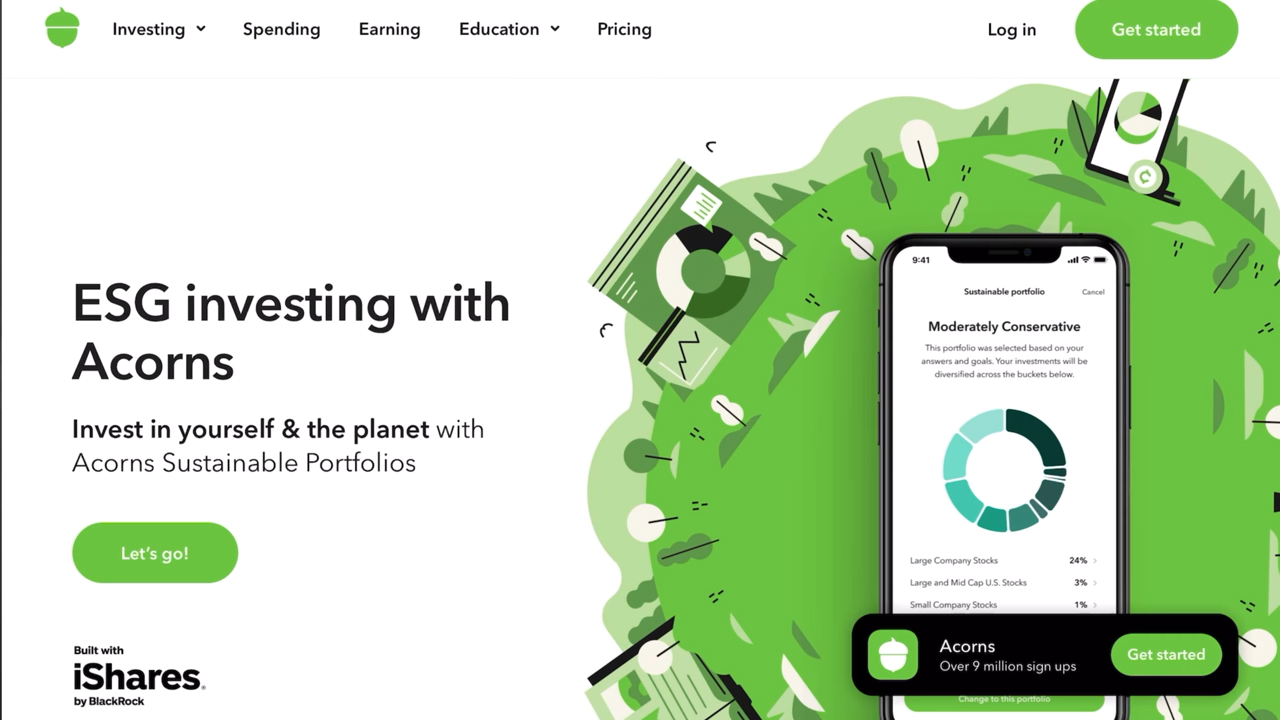 Investing
Spending
Earning
Education
Pricing
Log in
Get started
ESG investing with
Acorns
Invest in yourself & the planet with
Acorns Sustainable Portfolios
Let's go!
Built with
iShares®
by BlackRock
9:41
Sustainable portfolio
Cancel
Moderately Conservative
This portfolio was selected based on your
answers and goals. Your investments will be
diversified across the buckets below.
Large Company Stocks 24%
Large and Mid Cap U.S. Stocks 3%
Small Company Stocks 1%
Acorns
Over 9 million sign ups
Get started
Change to this portfolio